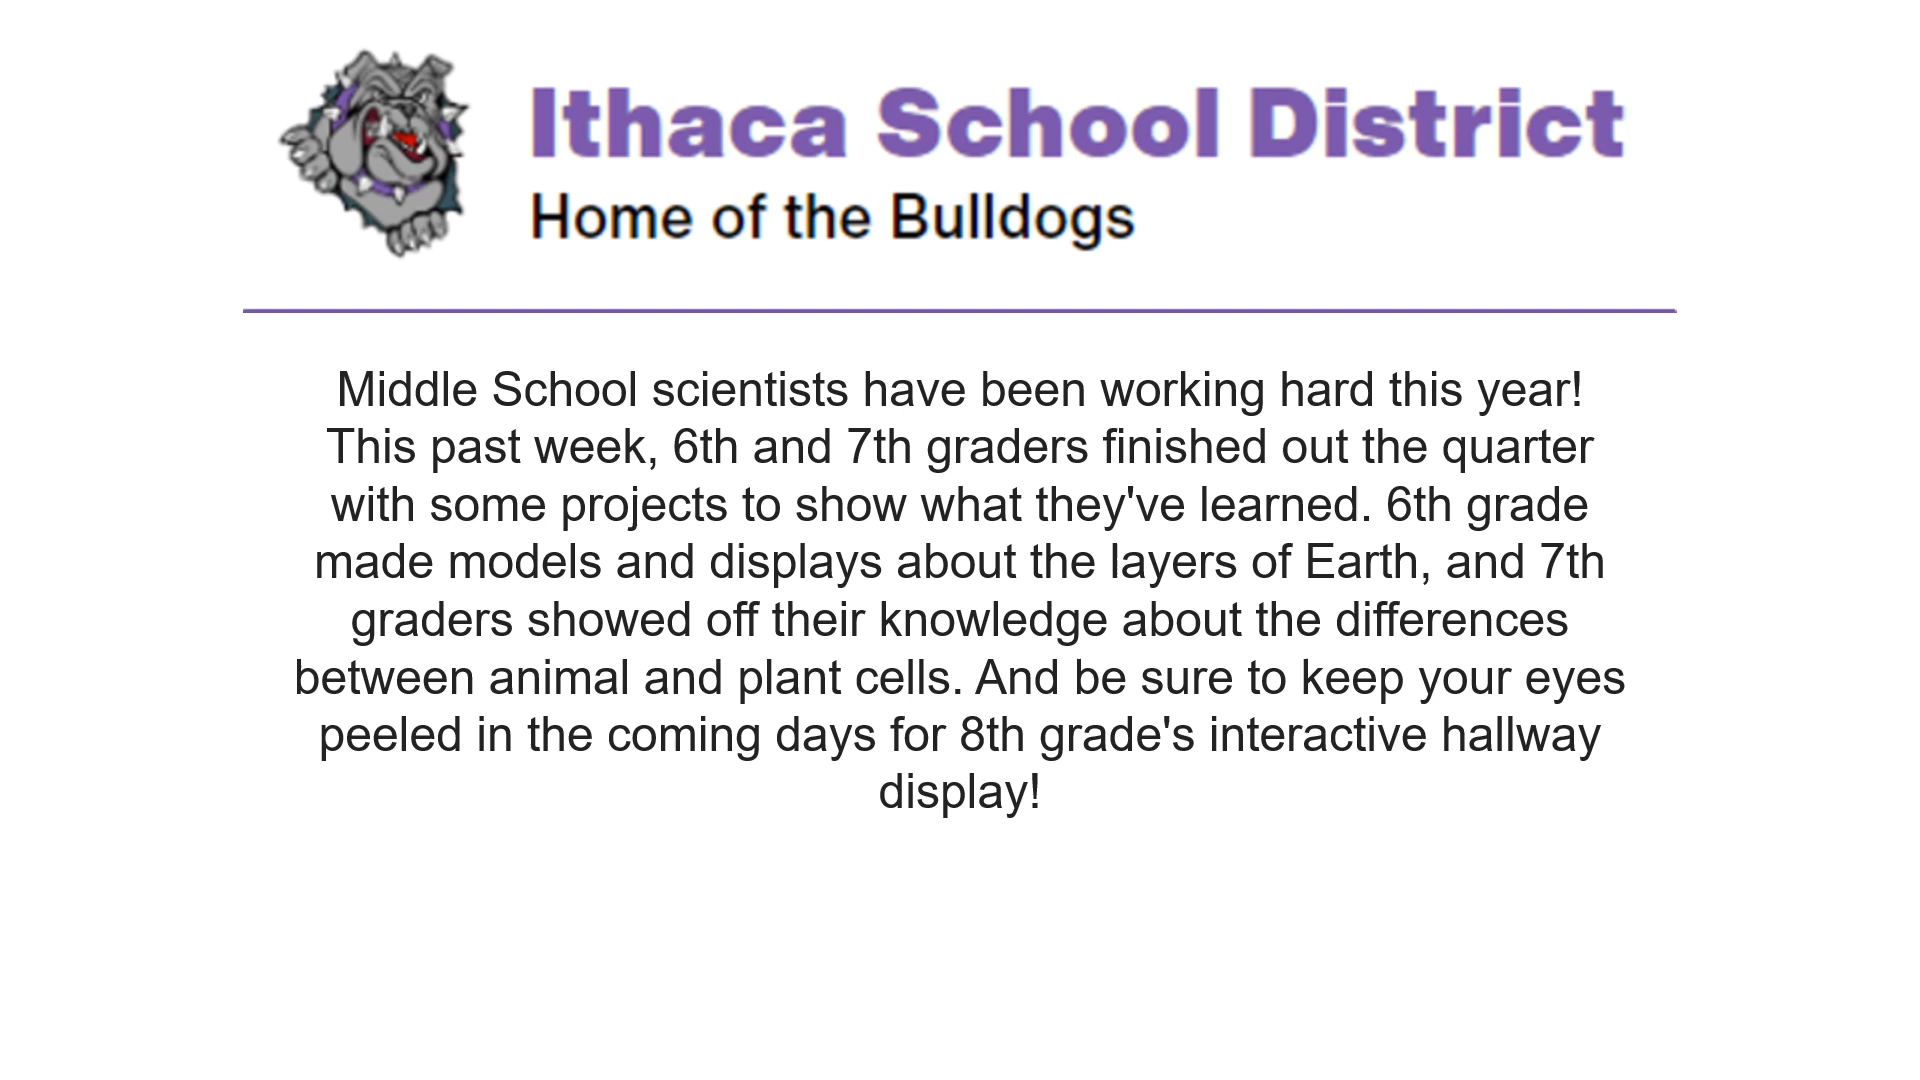 Ithaca School District
Home of the Bulldogs
Middle School scientists have been working hard this year!
This past week, 6th and 7th graders finished out the quarter
with some projects to show what they've learned. 6th grade
made models and displays about the layers of Earth, and 7th
graders showed off their knowledge about the differences
between animal and plant cells. And be sure to keep your eyes
peeled in the coming days for 8th grade's interactive hallway
display!